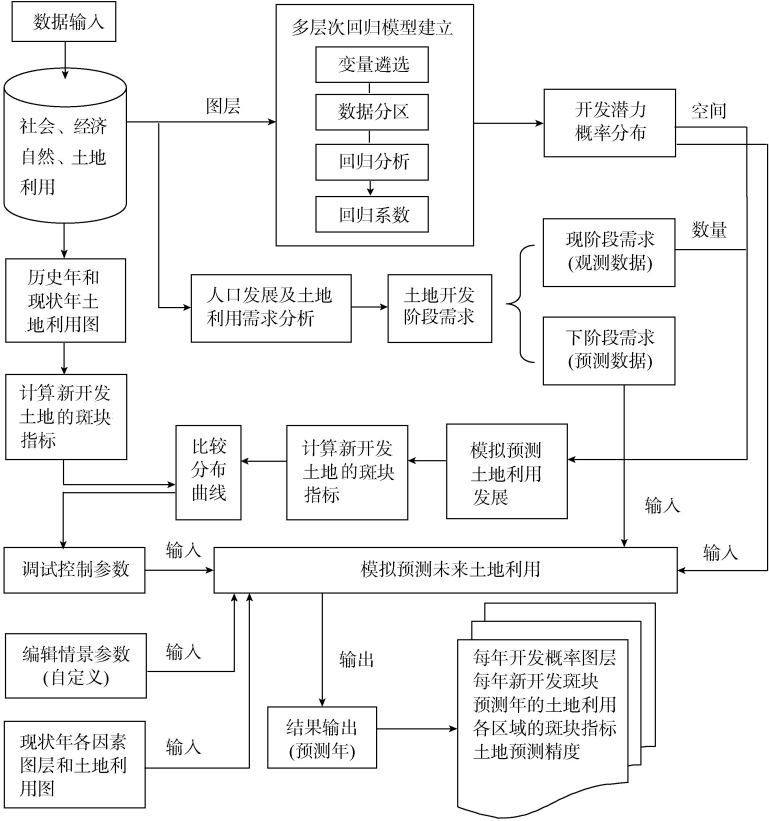 数据输入
社会、经济
自然、土地
利用
图层
多层次回归模型建立
变量遴选
数据分区
回归分析
回归系数
开发潜力
概率分布
空间
现阶段需求
(观测数据)
数量
历史年和
现状年土
地利用图
人口发展及土地
利用需求分析
土地开发
阶段需求
下阶段需求
(预测数据)
计算新开发
土地的斑块
指标
比较
分布
曲线
计算新开发
土地的斑块
指标
模拟预测
土地利用
发展
输入
调试控制参数
输入
模拟预测未来土地利用
输入
编辑情景参数
(自定义)
输入
输出
现状年各因素
图层和土地利
用图
输入
结果输出
(预测年)
每年开发概率图层
每年新开发斑块
预测年的土地利用
各区域的斑块指标
土地预测精度